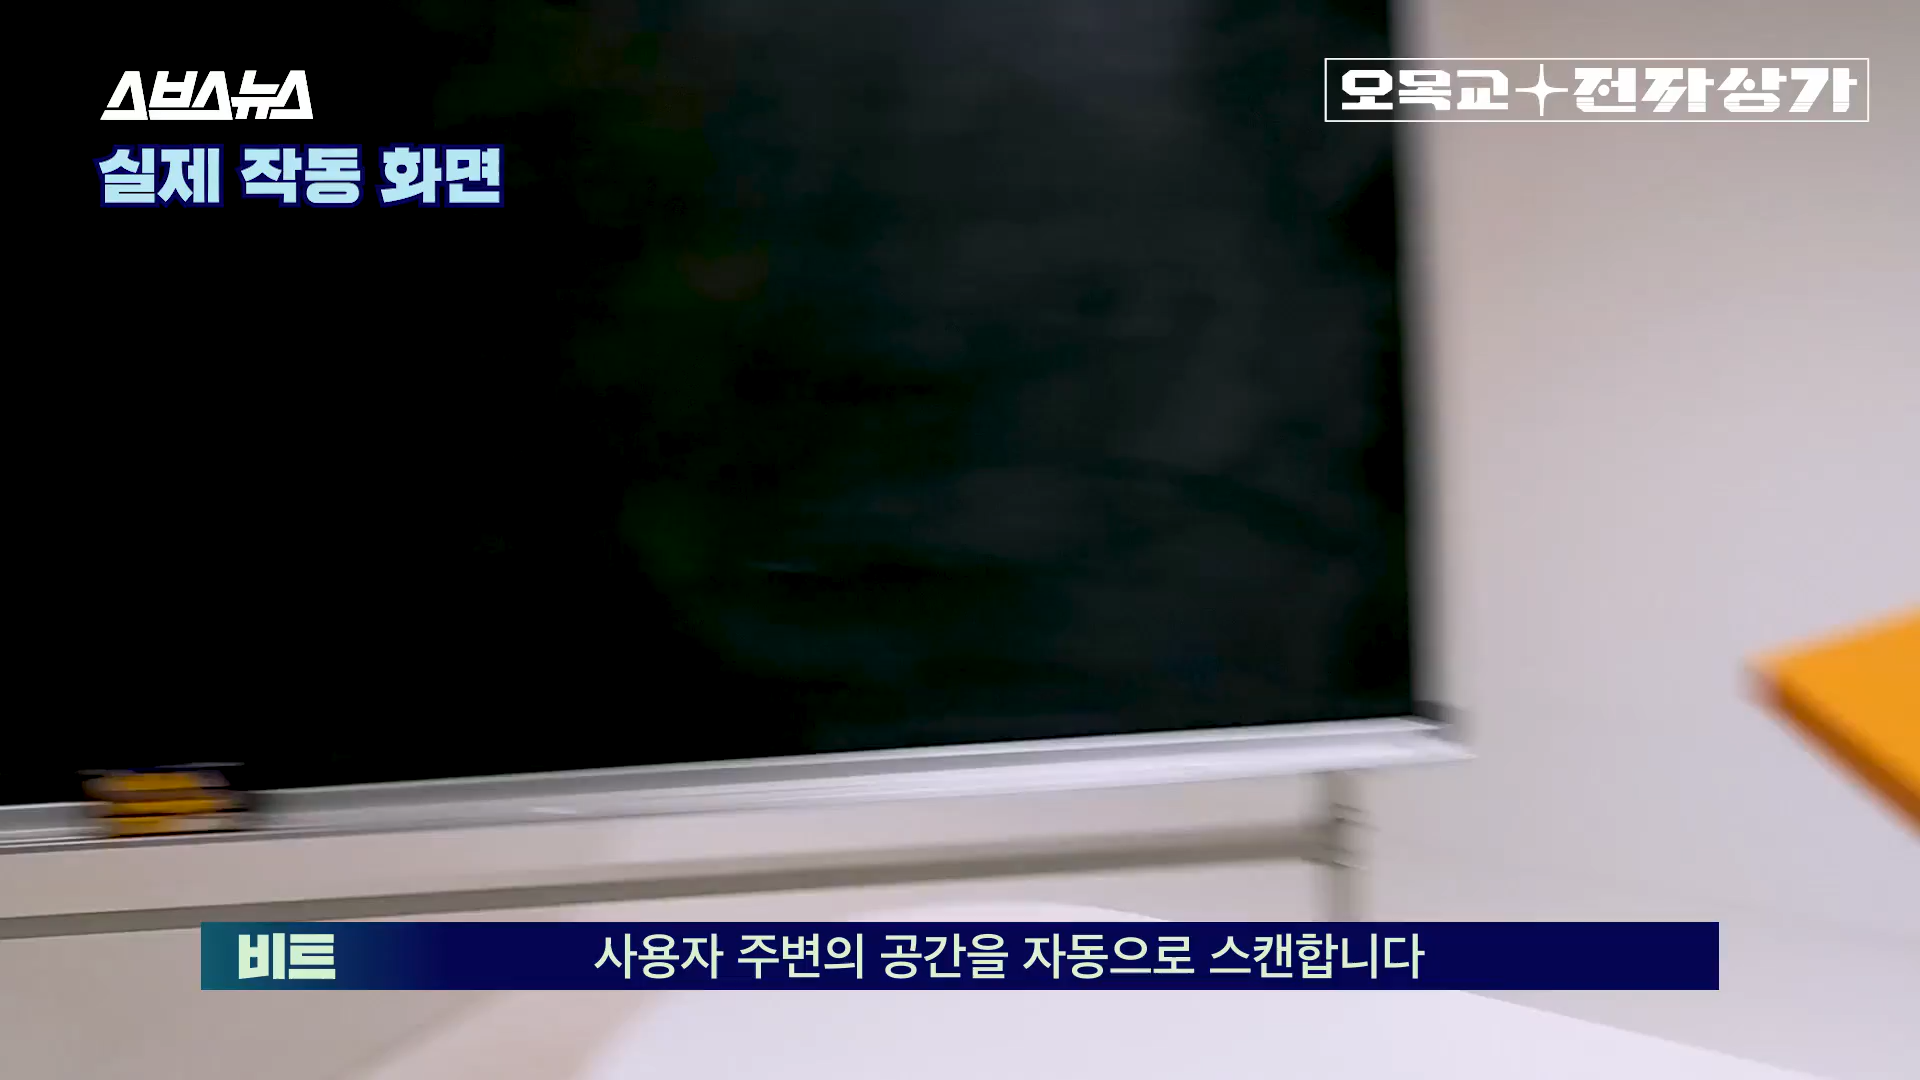 스브스뉴스
오목교 전자상가
실제 작동 화면
비트
사용자 주변의 공간을 자동으로 스캔합니다